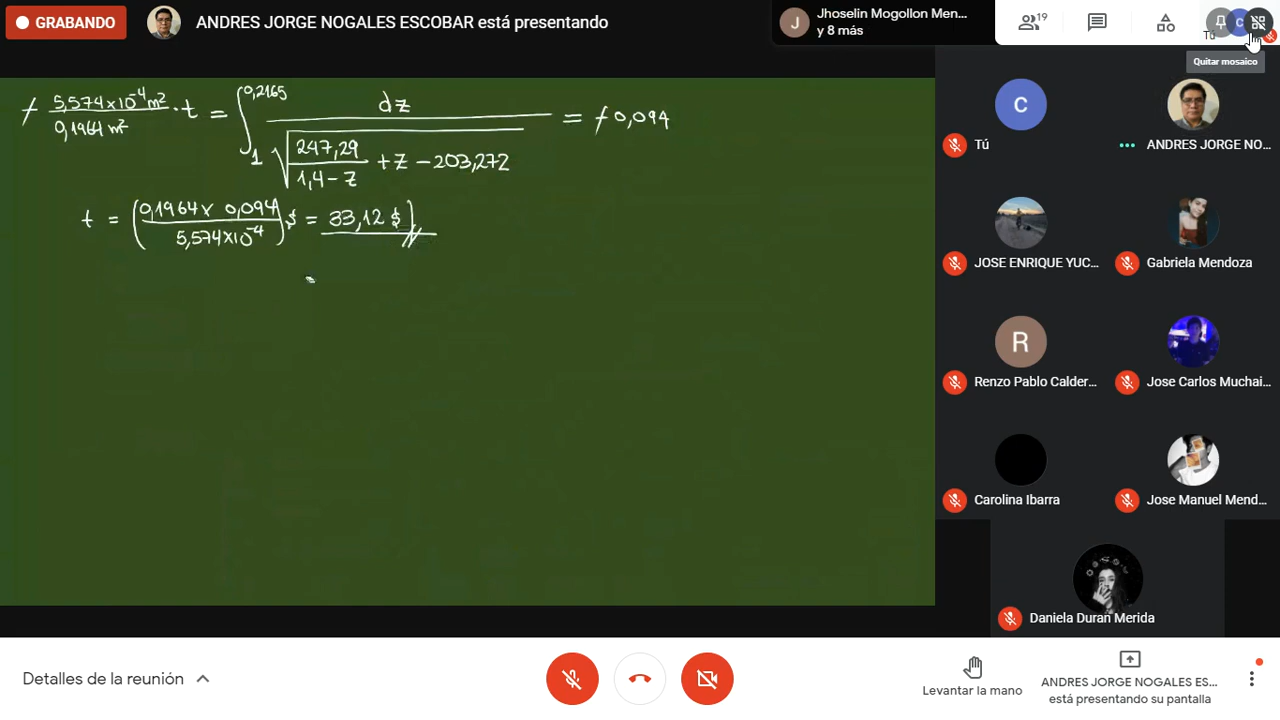 GRABANDO
ANDRES JORGE NOGALES ESCOBAR está presentando
J
Jhoselin Mogollon Men...
y 8 más
19
Tú
C
Quitar mosaico
5,574x10⁻⁴ m²
0,1964 m²
· t =
∫ 1 0,2165
dz
√ 247,29
1,4 - z
+ z - 203,272
= 0,094
t = ( 0,1964 x 0,094
5,574x10⁻⁴ ) s = 33,12 s
C
Tú
ANDRES JORGE NO...
JOSE ENRIQUE YUC...
Gabriela Mendoza
R
Renzo Pablo Calder...
Jose Carlos Muchai...
Carolina Ibarra
Jose Manuel Mend...
Daniela Duran Merida
Detalles de la reunión
Levantar la mano
ANDRES JORGE NOGALES ES...
está presentando su pantalla